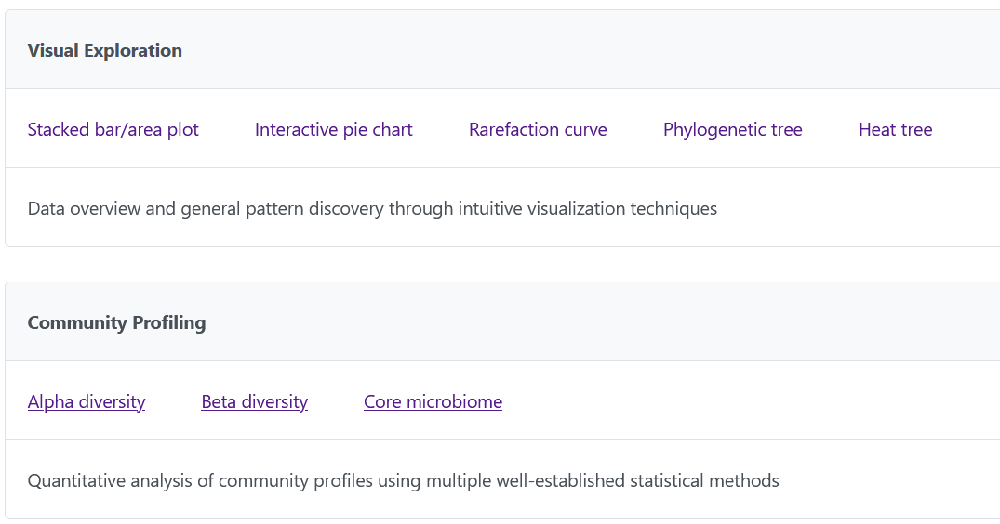 Visual Exploration
Stacked bar/area plot Interactive pie chart Rarefaction curve Phylogenetic tree Heat tree
Data overview and general pattern discovery through intuitive visualization techniques
Community Profiling
Alpha diversity Beta diversity Core microbiome
Quantitative analysis of community profiles using multiple well-established statistical methods